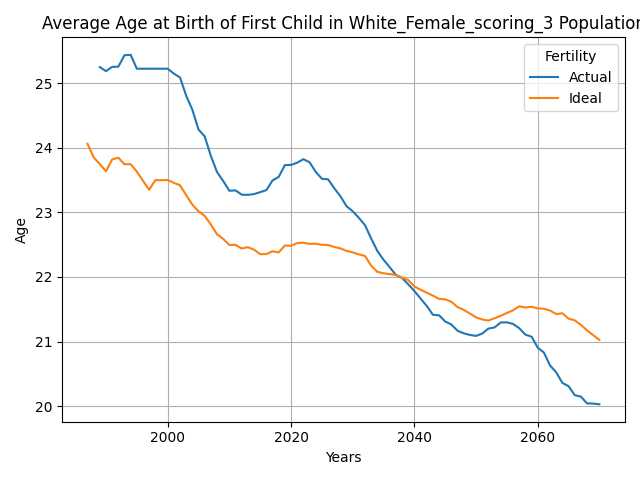 Average Age at Birth of First Child in White_Female_scoring_3 Population
Fertility
Actual
Ideal
Age
25
24
23
22
21
20
2000 2020 2040 2060
Years